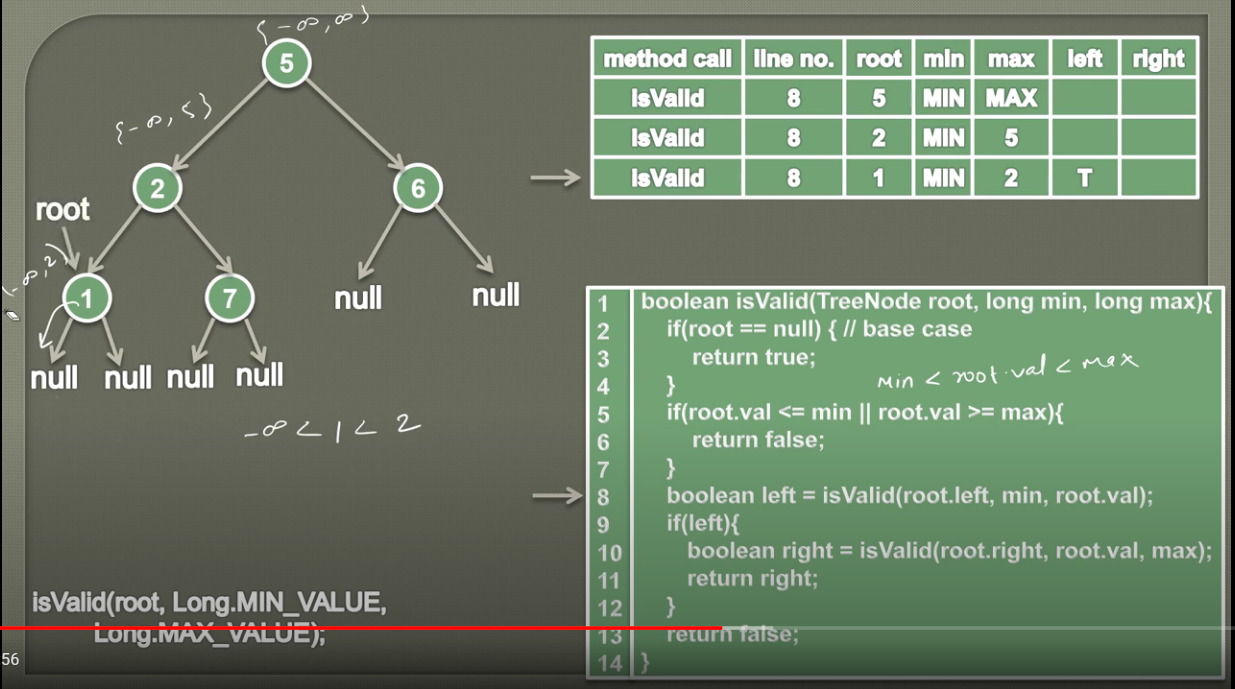 {-∞, ∞}
5
{-∞, 5}
2
6
root
(-∞, 2)
1
7
null
null
null
null
null
null
-∞ < 1 < 2
isValid(root, Long.MIN_VALUE,
Long.MAX_VALUE);
56
method call line no. root min max left right
isValid 8 5 MIN MAX
isValid 8 2 MIN 5
isValid 8 1 MIN 2 T
1 boolean isValid(TreeNode root, long min, long max){
2 if(root == null) { // base case
3 return true;
min < root.val < max
4 }
5 if(root.val <= min || root.val >= max){
6 return false;
7 }
8 boolean left = isValid(root.left, min, root.val);
9 if(left){
10 boolean right = isValid(root.right, root.val, max);
11 return right;
12 }
13 return false;
14 }